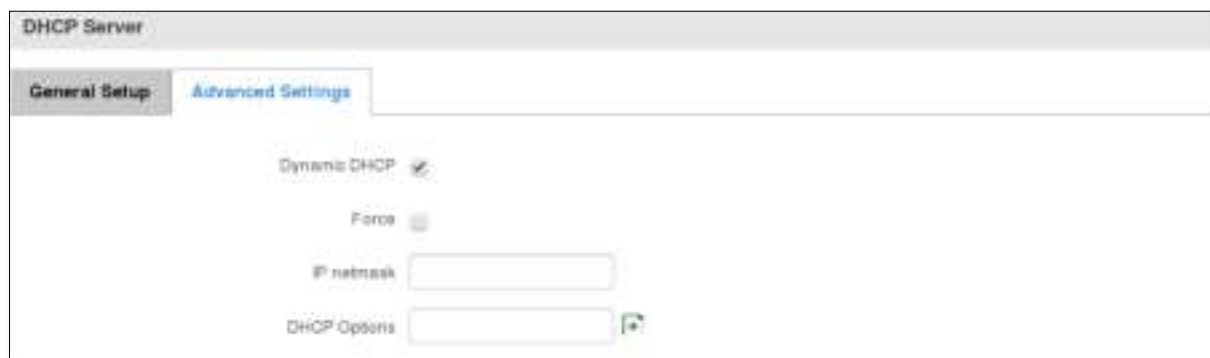 DHCP Server
General Setup Advanced Settings
Dynamic DHCP
Force
IP netmask
DHCP Options